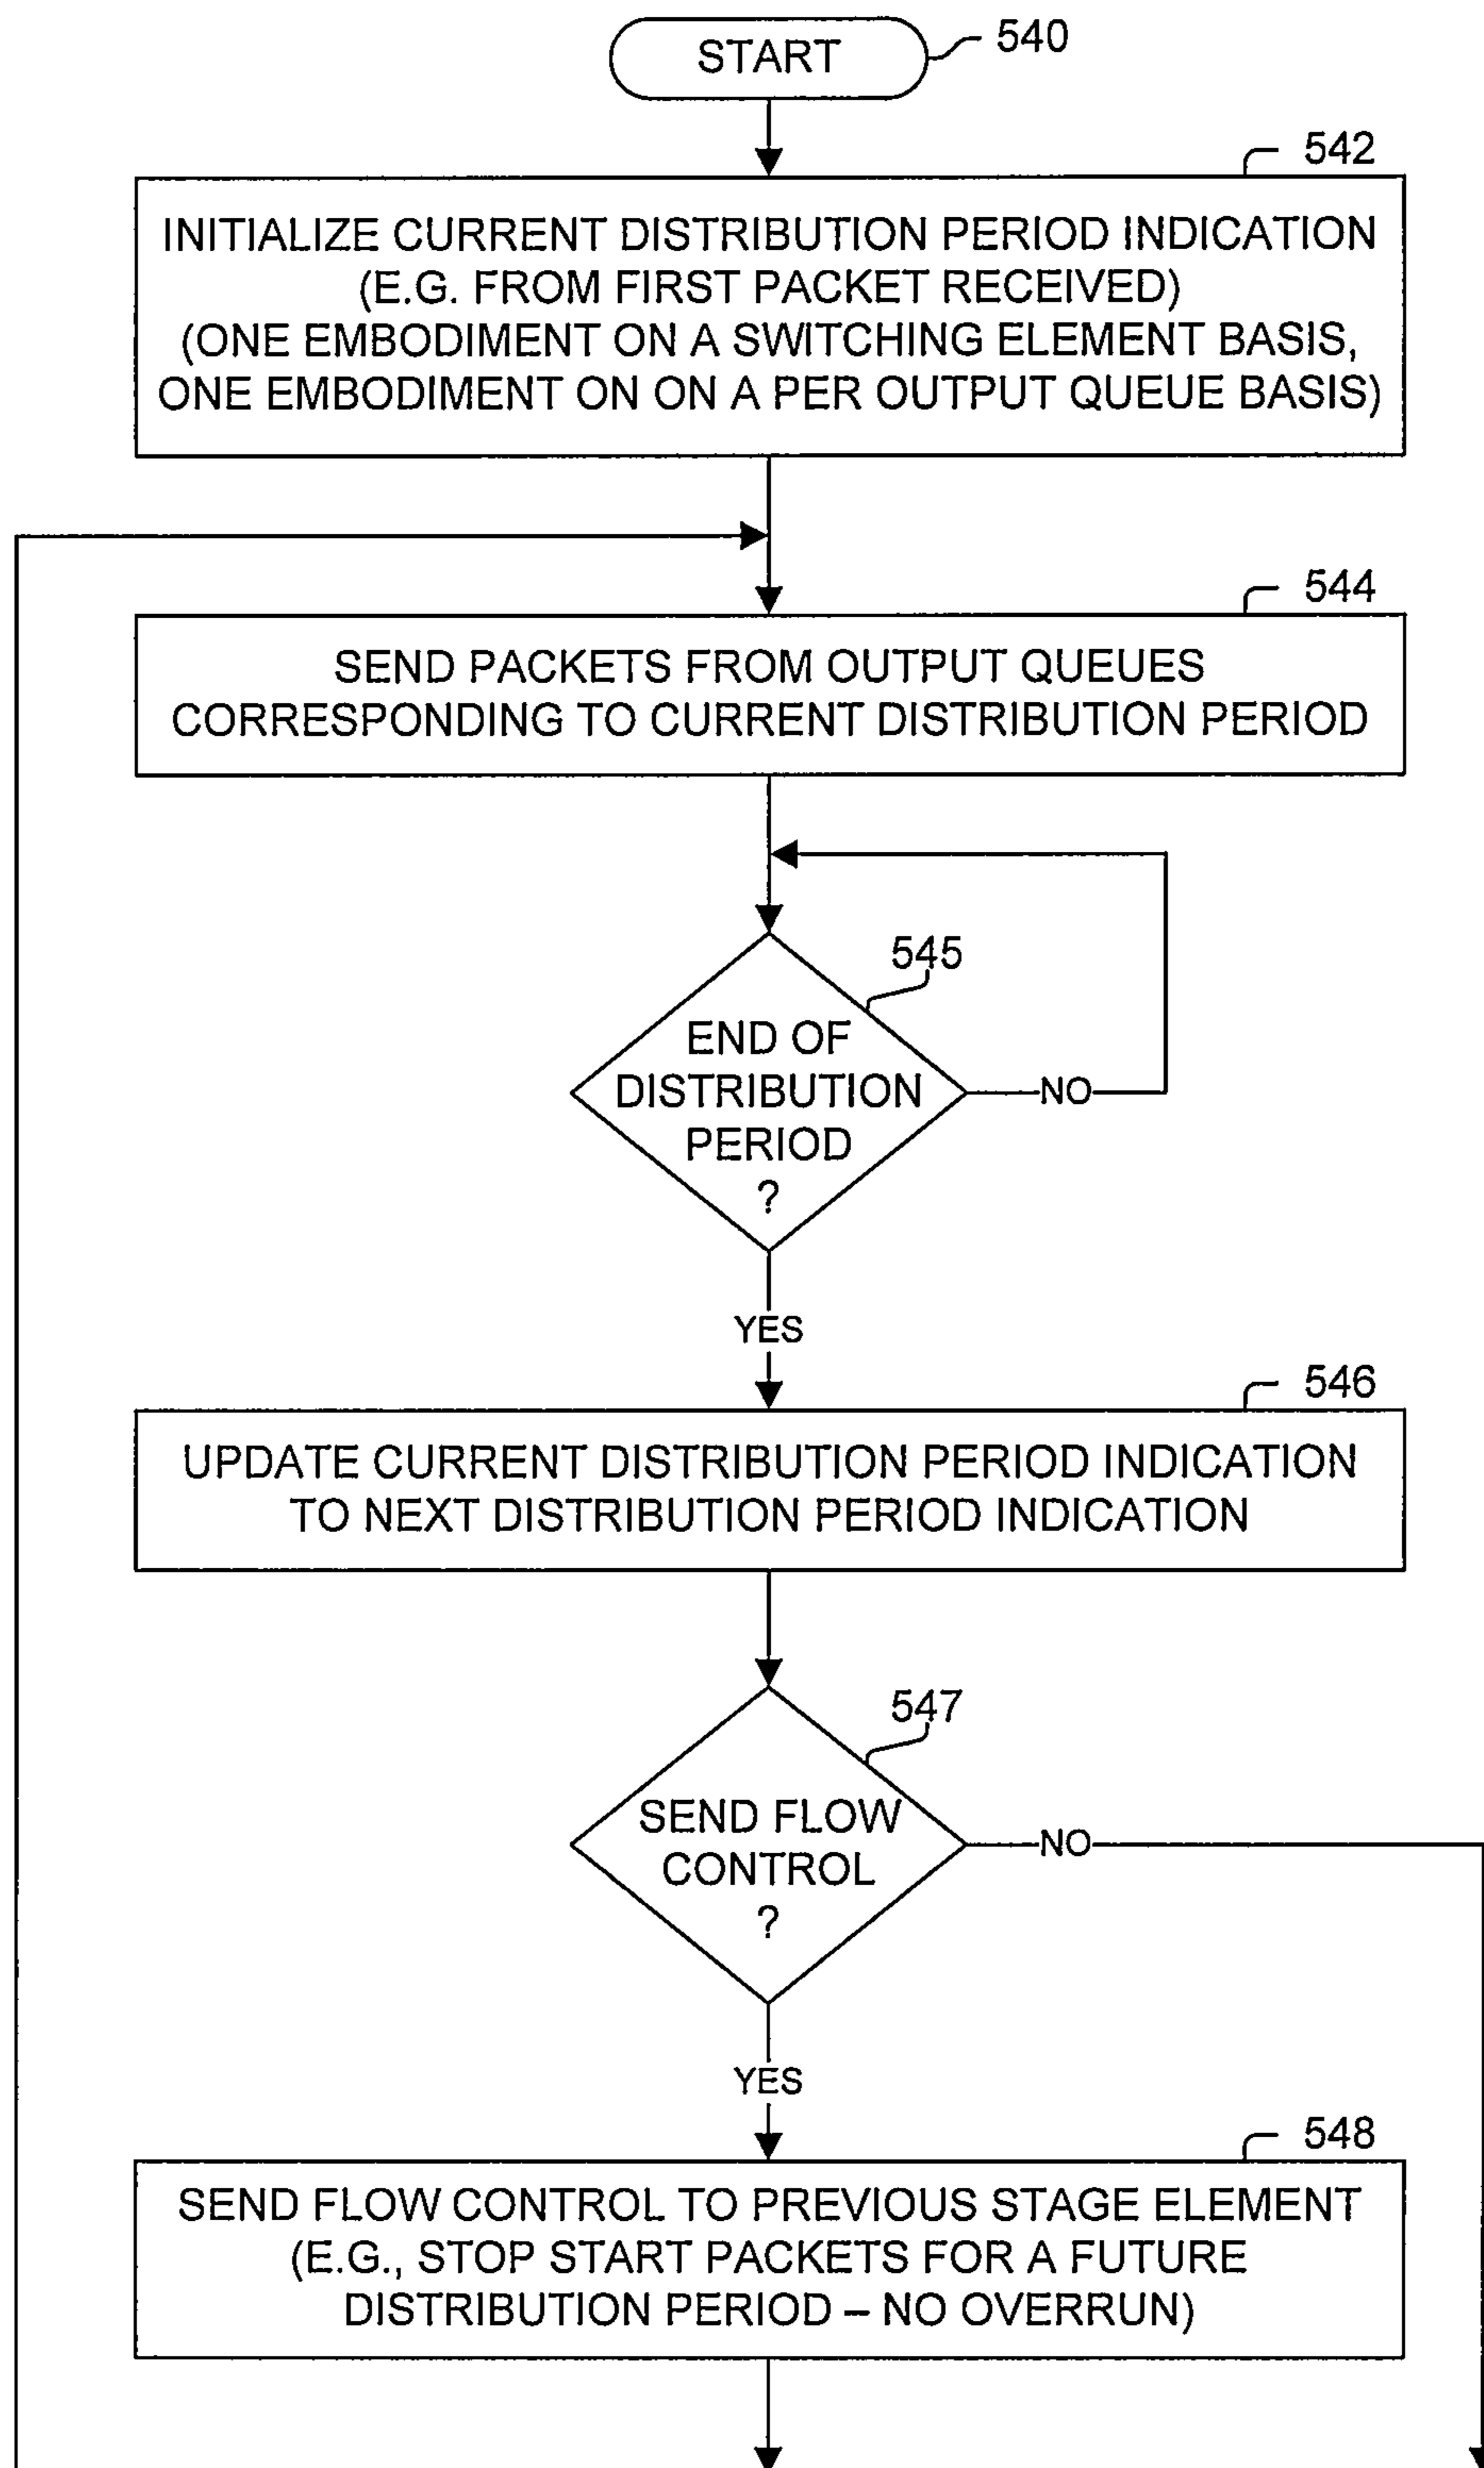 START
540
542
INITIALIZE CURRENT DISTRIBUTION PERIOD INDICATION
(E.G. FROM FIRST PACKET RECEIVED)
(ONE EMBODIMENT ON A SWITCHING ELEMENT BASIS,
ONE EMBODIMENT ON ON A PER OUTPUT QUEUE BASIS)
544
SEND PACKETS FROM OUTPUT QUEUES
CORRESPONDING TO CURRENT DISTRIBUTION PERIOD
545
END OF
DISTRIBUTION
PERIOD
?
NO
YES
546
UPDATE CURRENT DISTRIBUTION PERIOD INDICATION
TO NEXT DISTRIBUTION PERIOD INDICATION
547
SEND FLOW
CONTROL
?
NO
YES
548
SEND FLOW CONTROL TO PREVIOUS STAGE ELEMENT
(E.G., STOP START PACKETS FOR A FUTURE
DISTRIBUTION PERIOD – NO OVERRUN)